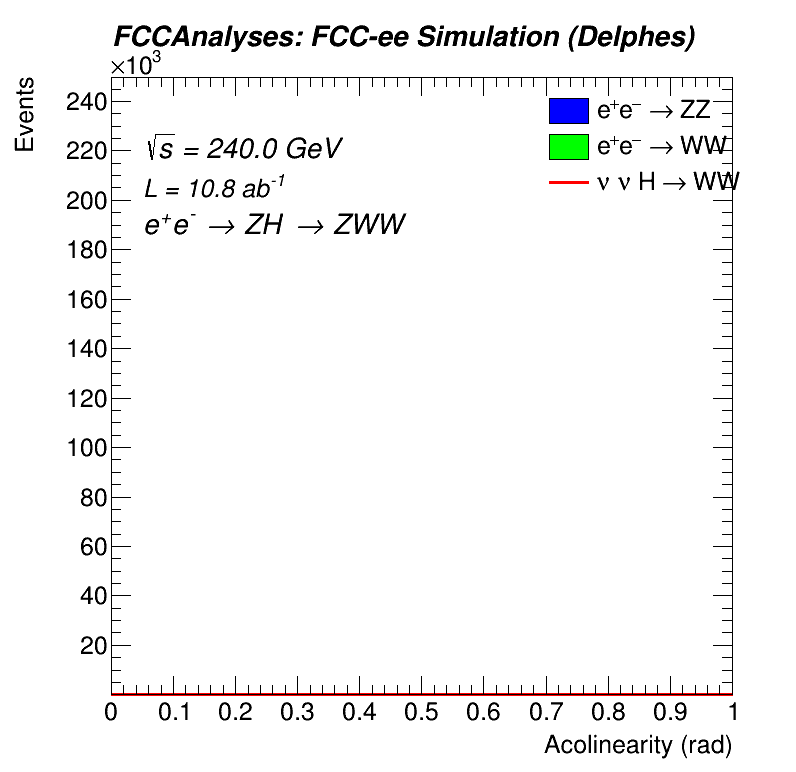 FCCAnalyses: FCC-ee Simulation (Delphes)
×10³
Events
240
220
200
180
160
140
120
100
80
60
40
20
√s = 240.0 GeV
L = 10.8 ab⁻¹
e⁺e⁻ → ZH → ZWW
e⁺e⁻ → ZZ
e⁺e⁻ → WW
ν ν H → WW
0 0.1 0.2 0.3 0.4 0.5 0.6 0.7 0.8 0.9 1
Acolinearity (rad)